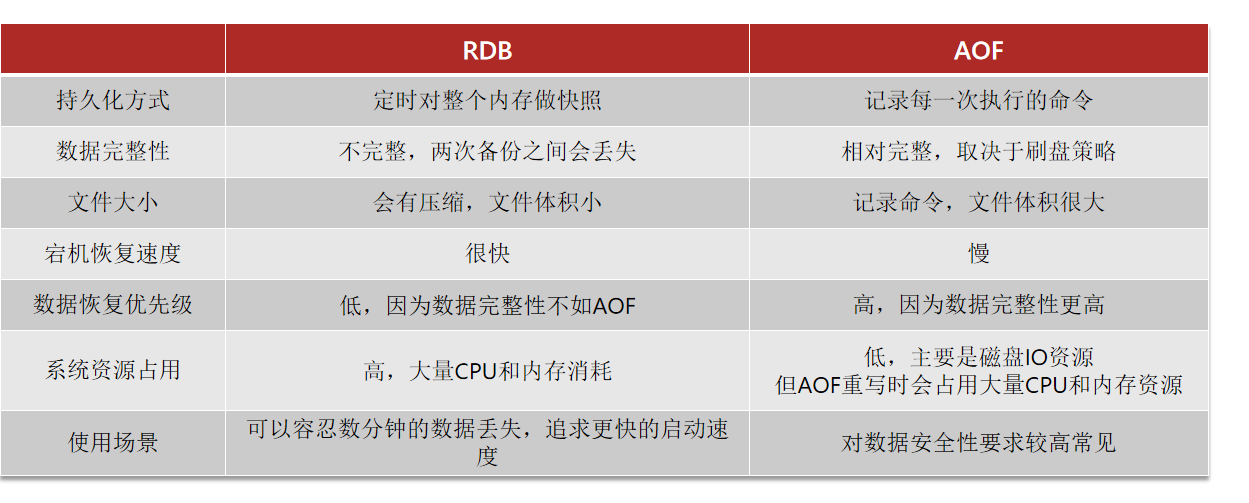 RDB
AOF
持久化方式
定时对整个内存做快照
记录每一次执行的命令
数据完整性
不完整，两次备份之间会丢失
相对完整，取决于刷盘策略
文件大小
会有压缩，文件体积小
记录命令，文件体积很大
宕机恢复速度
很快
慢
数据恢复优先级
低，因为数据完整性不如AOF
高，因为数据完整性更高
系统资源占用
高，大量CPU和内存消耗
低，主要是磁盘IO资源
但AOF重写时会占用大量CPU和内存资源
使用场景
可以容忍数分钟的数据丢失，追求更快的启动速
度
对数据安全性要求较高常见